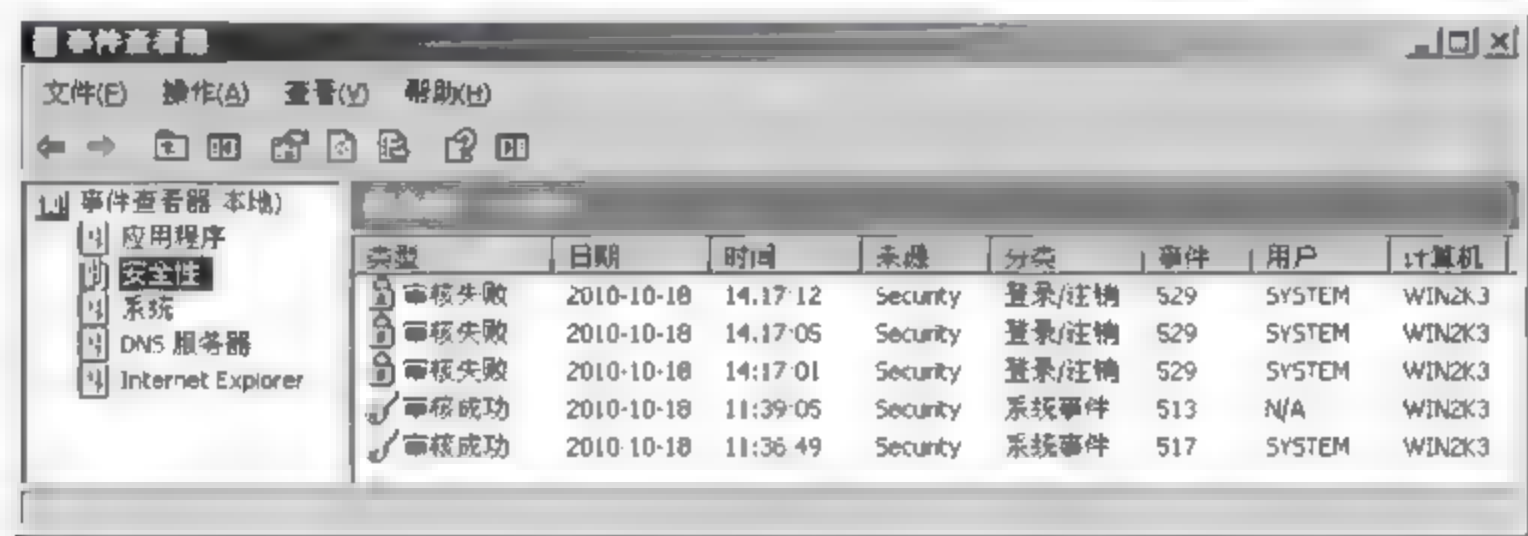 事件查看器
文件(F) 操作(A) 查看(V) 帮助(H)
事件查看器 本地)
应用程序
安全性
系统
DNS 服务器
Internet Explorer
类型 日期 时间 来源 分类 事件 用户 计算机
审核失败 2010-10-18 14:17:12 Security 登录/注销 529 SYSTEM WIN2K3
审核失败 2010-10-18 14:17:05 Security 登录/注销 529 SYSTEM WIN2K3
审核失败 2010-10-18 14:17:01 Security 登录/注销 529 SYSTEM WIN2K3
审核成功 2010-10-18 11:39:05 Security 系统事件 513 N/A WIN2K3
审核成功 2010-10-18 11:36:49 Security 系统事件 517 SYSTEM WIN2K3